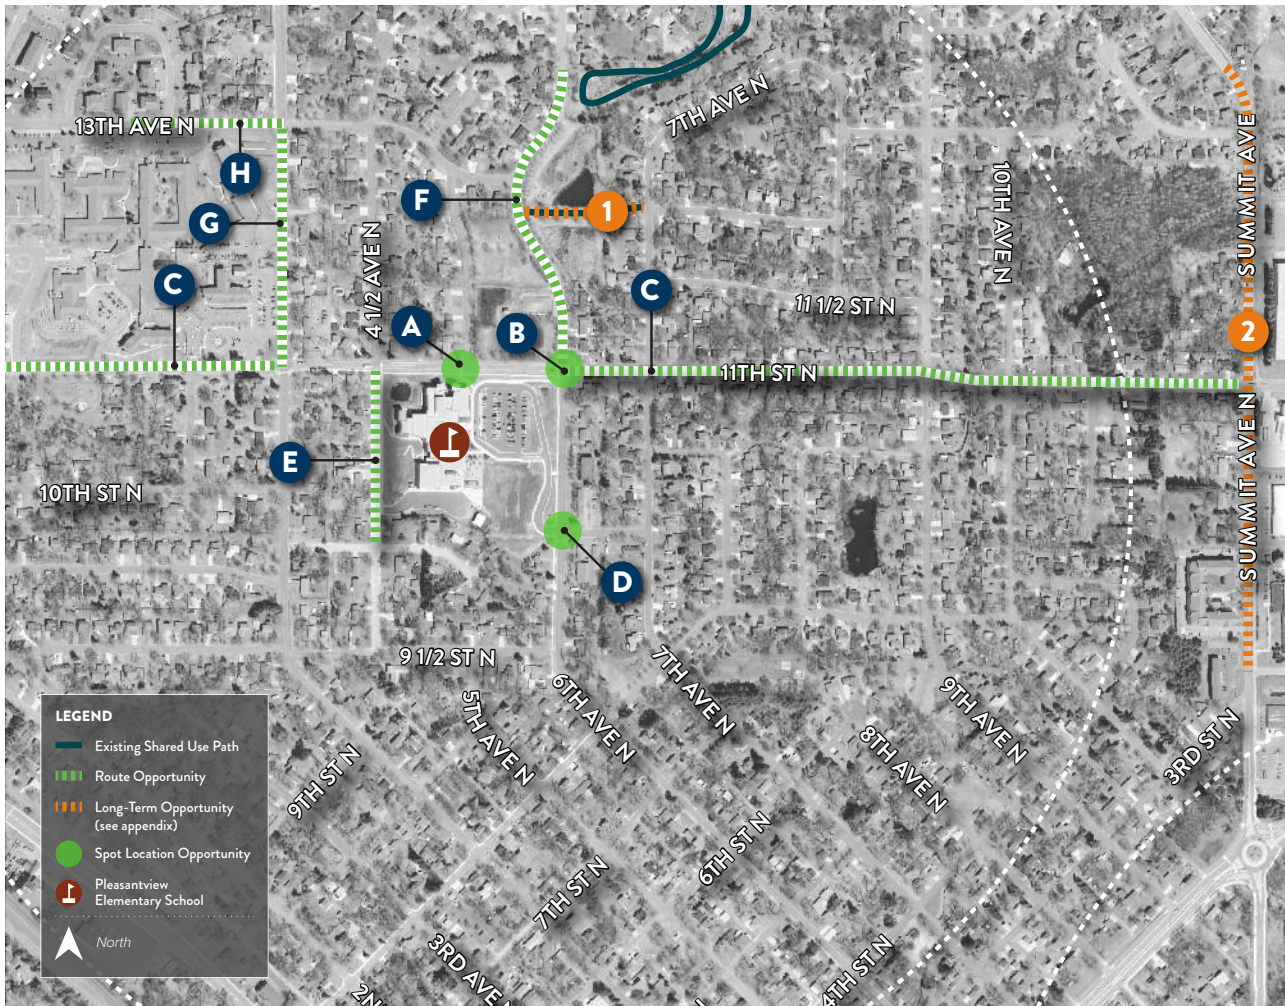 7TH AVE N
13TH AVE N
H
SUMMIT AVE
10TH AVE N
F
1
G
4 1/2 AVE N
C
C
11 1/2 ST N
A
B
2
11TH ST N
E
SUMMIT AVE N
10TH ST N
D
9 1/2 ST N
7TH AVE N
6TH AVE N
5TH AVE N
9TH AVE N
8TH AVE N
3RD ST N
9TH ST N
6TH ST N
7TH ST N
3RD AVE N
4TH ST N
LEGEND
Existing Shared Use Path
Route Opportunity
Long-Term Opportunity
(see appendix)
Spot Location Opportunity
Pleasantview
Elementary School
North